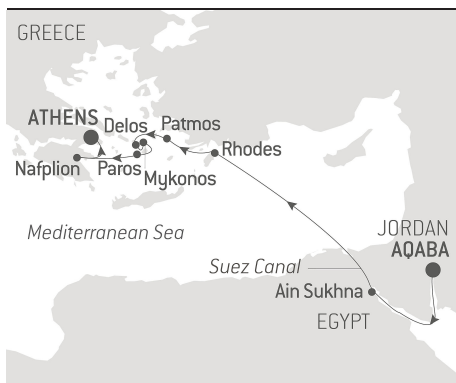 GREECE
ATHENS
Delos
Patmos
Rhodes
Nafplion
Paros
Mykonos
Mediterranean Sea
JORDAN
AQABA
Suez Canal
Ain Sukhna
EGYPT